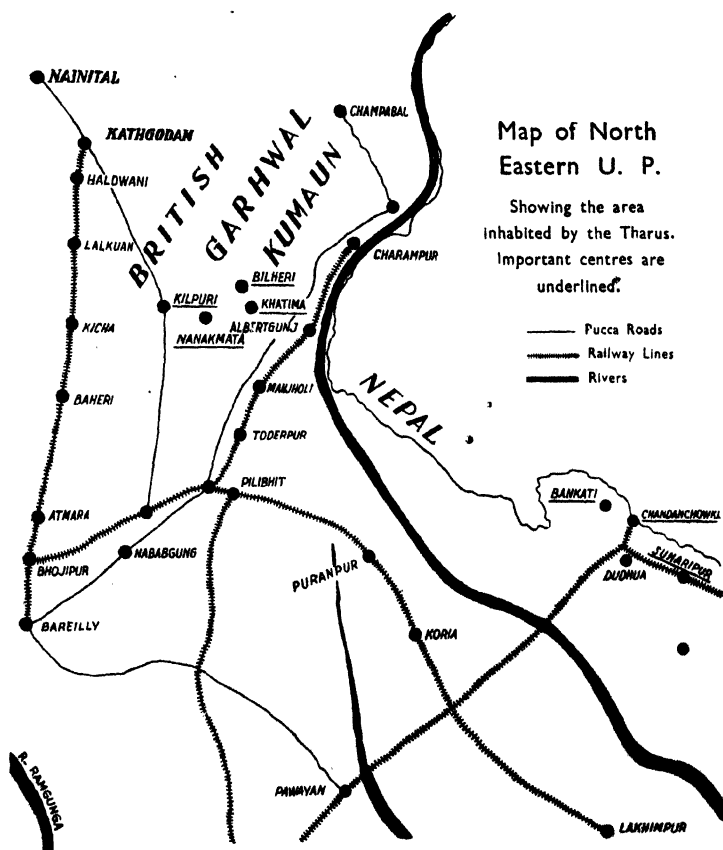 NAINITAL
KATHGODAM
HALDWANI
LALKUAN
KICHA
BAHERI
ATMARA
BHOJIPUR
BAREILLY
BRITISH
GARHWAL
KUMAUN
CHAMPABAL
CHARAMPUR
BILHERI
KILPURI
KHATIMA
NANAKMATA
ALBERTGUNJ
MANJHOLI
TODERPUR
PILIBHIT
NABABGUNG
PURANPUR
KORIA
PAWAYAN
LAKHIMPUR
R. RAMGUNGA
NEPAL
BANKATI
CHANDANCHOWKI.
DUDHUA
SUNARIPUR
Map of North
Eastern U. P.
Showing the area
inhabited by the Tharus.
Important centres are
underlined.
Pucca Roads
Railway Lines
Rivers